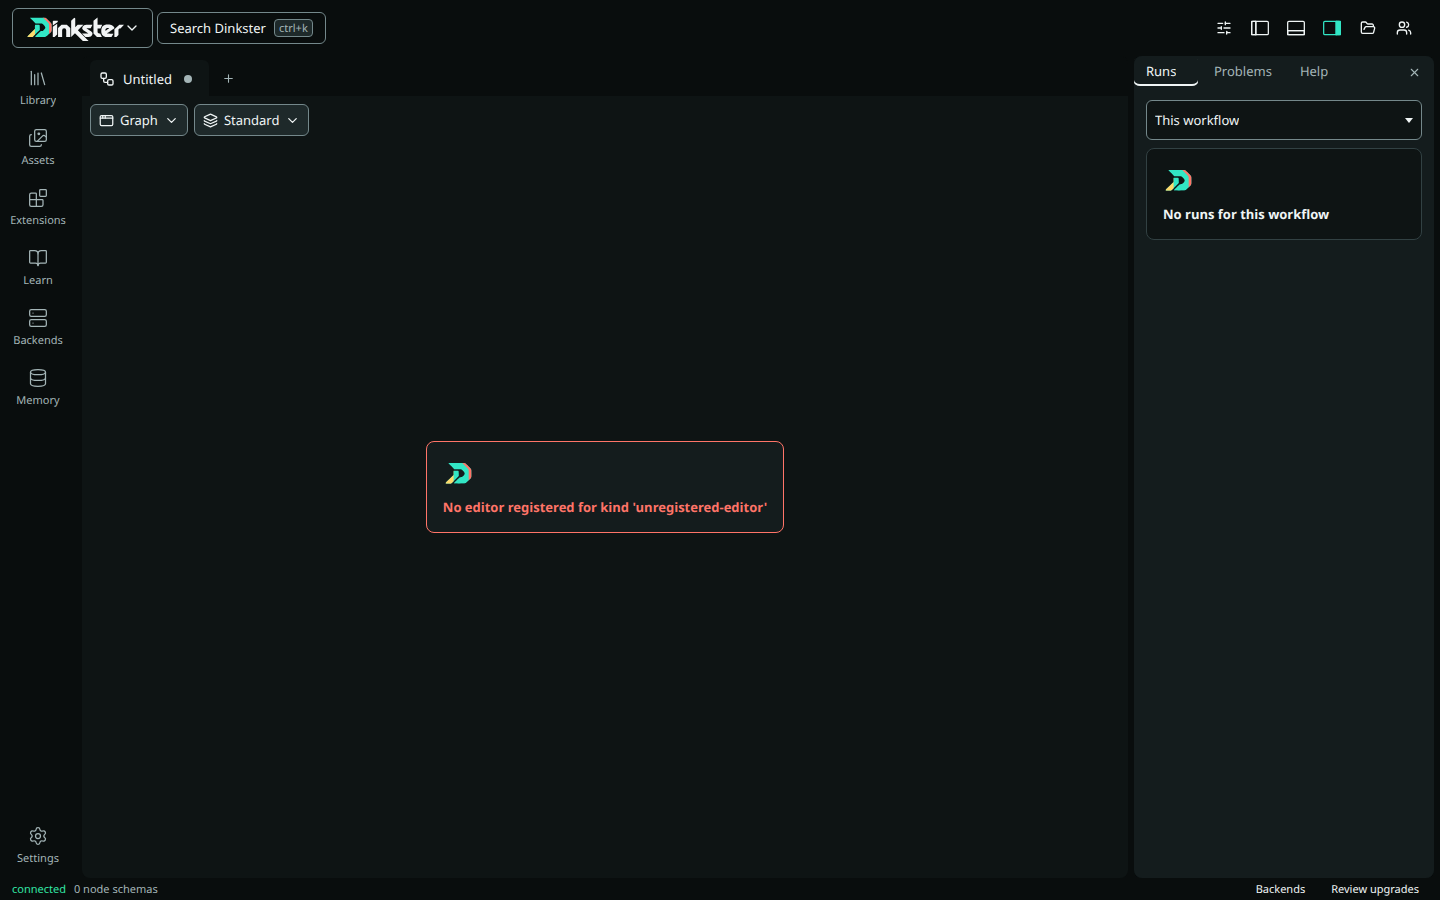 Dinkster
Search Dinkster ctrl+k
Library
Assets
Extensions
Learn
Backends
Memory
Settings
Untitled
Graph
Standard
No editor registered for kind 'unregistered-editor'
Runs Problems Help
This workflow
No runs for this workflow
connected 0 node schemas
Backends Review upgrades